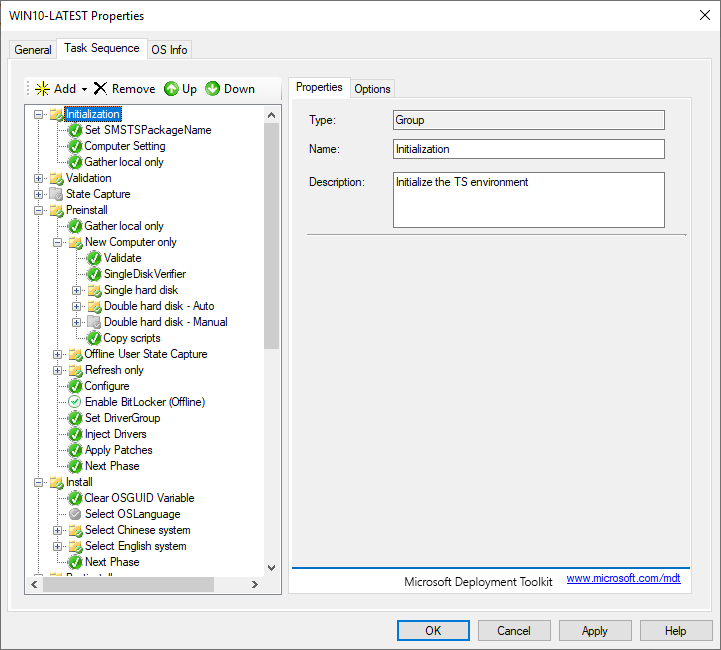 WIN10-LATEST Properties
General Task Sequence OS Info
Add Remove Up Down
Initialization
Set SMSTSPackageName
Computer Setting
Gather local only
Validation
State Capture
Preinstall
Gather local only
New Computer only
Validate
SingleDiskVerifier
Single hard disk
Double hard disk - Auto
Double hard disk - Manual
Copy scripts
Offline User State Capture
Refresh only
Configure
Enable BitLocker (Offline)
Set DriverGroup
Inject Drivers
Apply Patches
Next Phase
Install
Clear OSGUID Variable
Select OSLanguage
Select Chinese system
Select English system
Next Phase
Properties Options
Type: Group
Name: Initialization
Description: Initialize the TS environment
Microsoft Deployment Toolkit www.microsoft.com/mdt
OK Cancel Apply Help